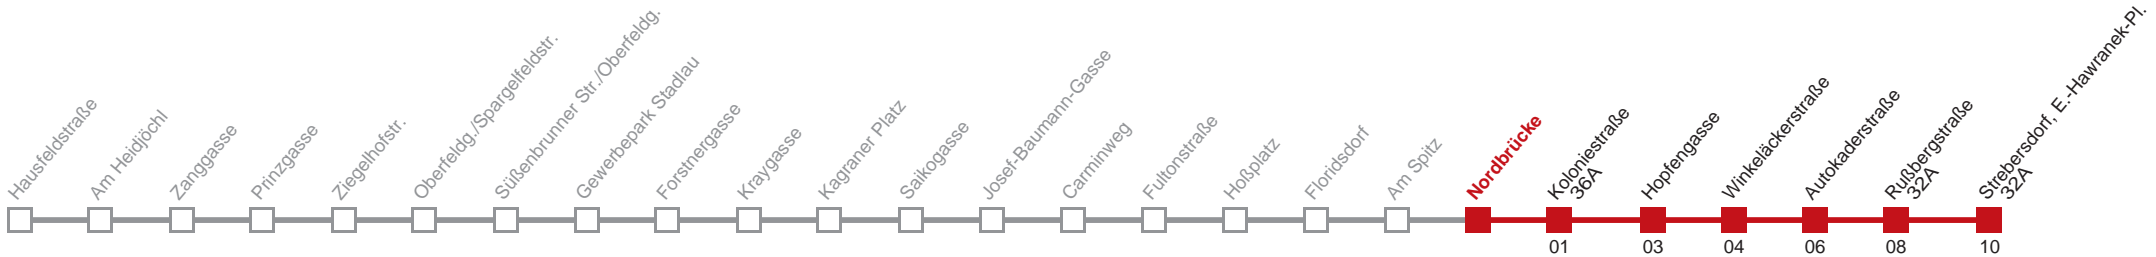 Hausfeldstraße
Am Heidjöchl
Zanggasse
Prinzgasse
Ziegelhofstr.
Oberfeldg./Spargelfeldstr.
Süßenbrunner Str./Oberfeldg.
Gewerbepark Stadlau
Forstnergasse
Kraygasse
Kagraner Platz
Saikogasse
Josef-Baumann-Gasse
Carminweg
Fultonstraße
Hoßplatz
Floridsdorf
Am Spitz
Nordbrücke
Koloniestraße
36A
Hopfengasse
Winkeläckerstraße
Autokaderstraße
Rußbergstraße
32A
Strebersdorf, E.-Hawranek-Pl.
32A
01
03
04
06
08
10